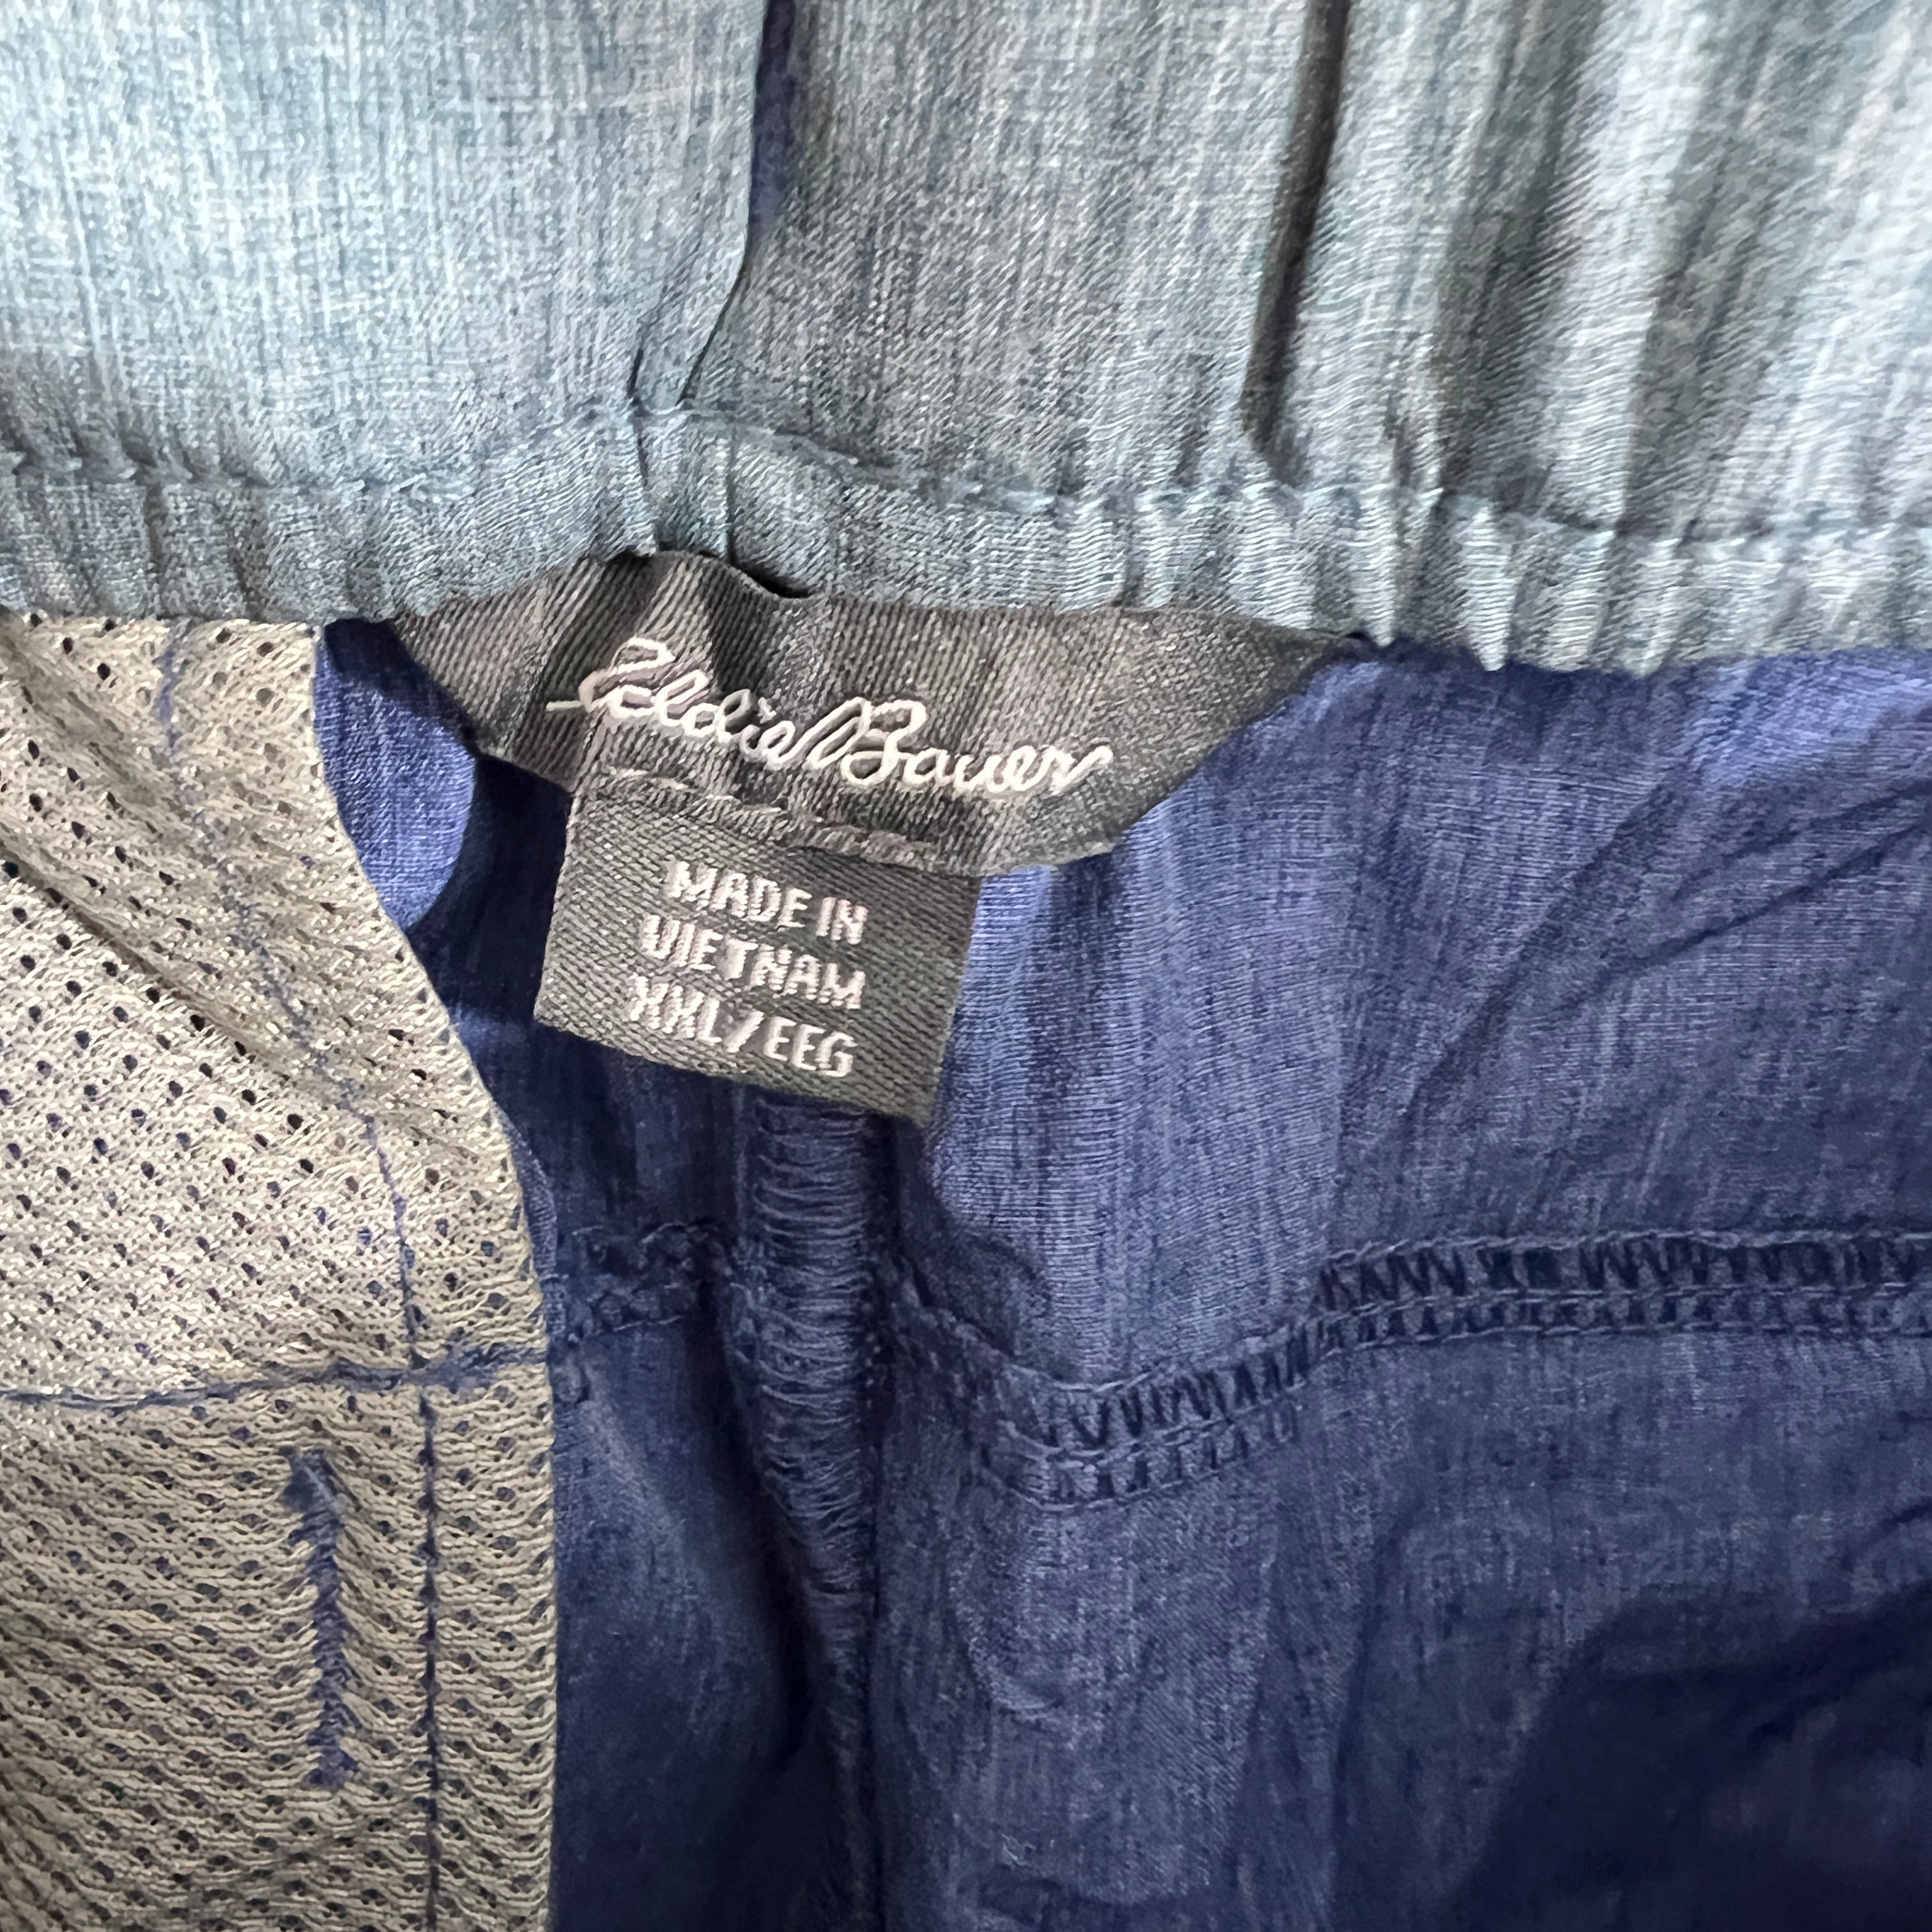 Eddie Bauer
MADE IN
VIETNAM
XXL/EEG